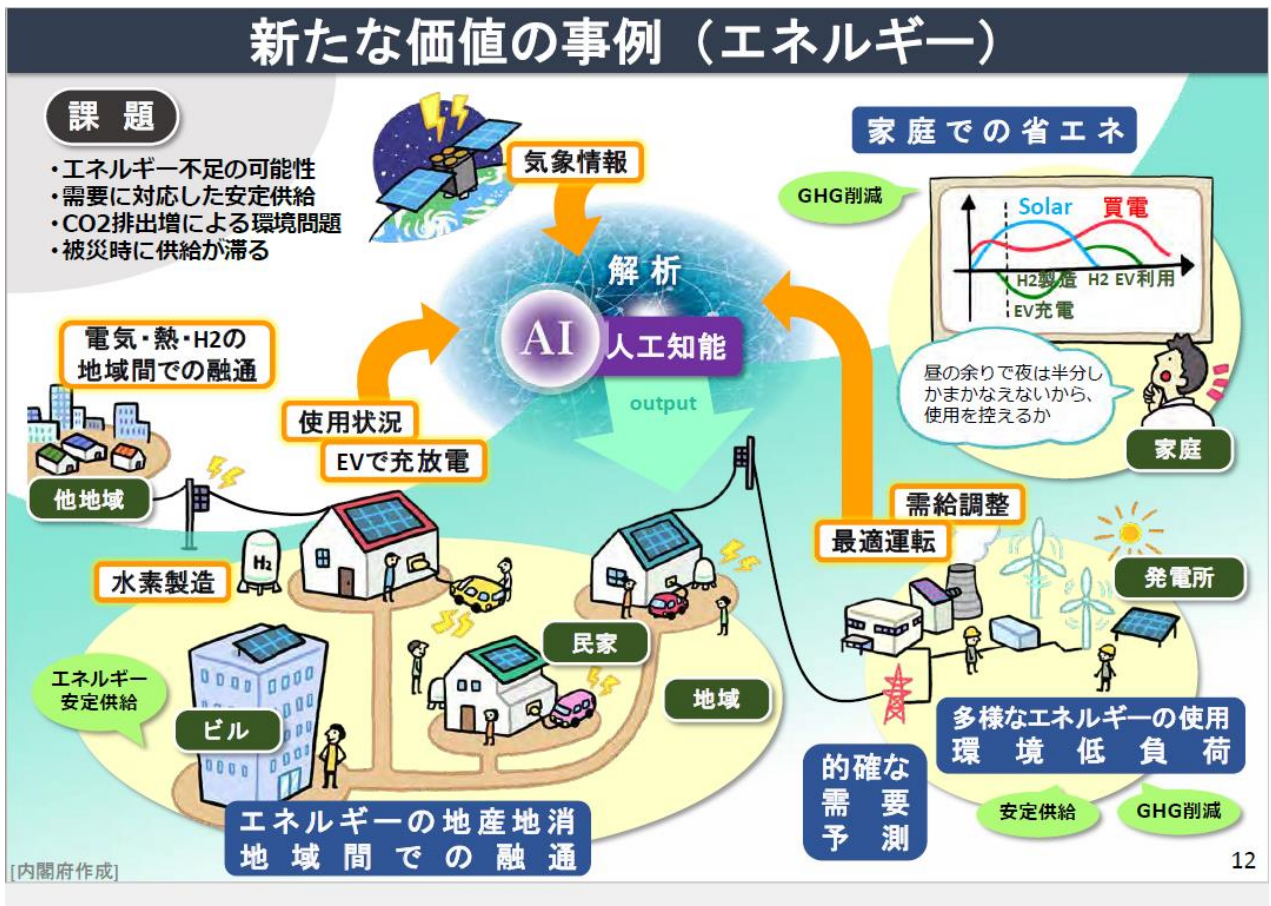 新たな価値の事例（エネルギー）
課 題
・エネルギー不足の可能性
・需要に対応した安定供給
・CO2排出増による環境問題
・被災時に供給が滞る
気象情報
家庭での省エネ
GHG削減
Solar
買電
H2製造
H2 EV利用
EV充電
昼の余りで夜は半分し
かまかなえないから、
使用を控えるか
家庭
解析
AI
人工知能
output
電気・熱・H2の
地域間での融通
使用状況
EVで充放電
他地域
水素製造
H2
需給調整
最適運転
発電所
民家
地域
エネルギー
安定供給
ビル
エネルギーの地産地消
地域間での融通
的確な
需要
予測
多様なエネルギーの使用
環境低負荷
安定供給
GHG削減
[内閣府作成]
12